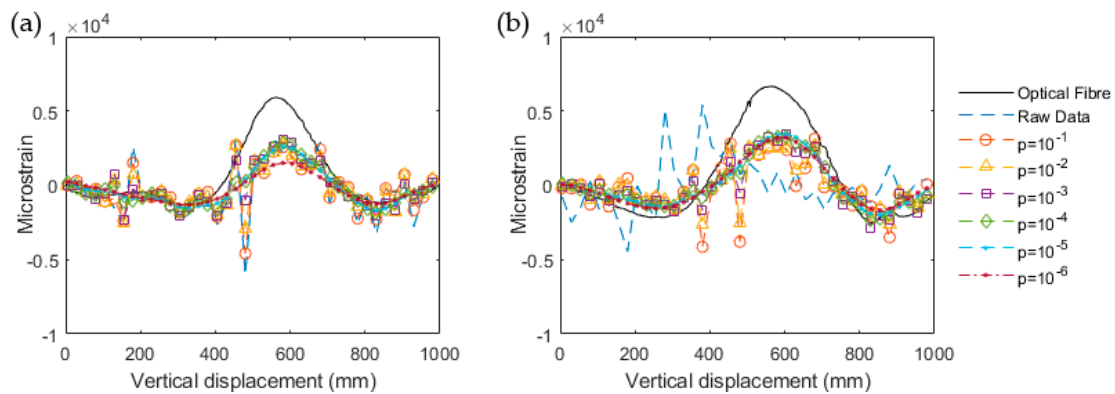 (a)
×10⁴
1
0.5
0
-0.5
-1
Microstrain
0 200 400 600 800 1000
Vertical displacement (mm)
(b)
×10⁴
1
0.5
0
-0.5
-1
Microstrain
0 200 400 600 800 1000
Vertical displacement (mm)
Optical Fibre
Raw Data
p=10⁻¹
p=10⁻²
p=10⁻³
p=10⁻⁴
p=10⁻⁵
p=10⁻⁶